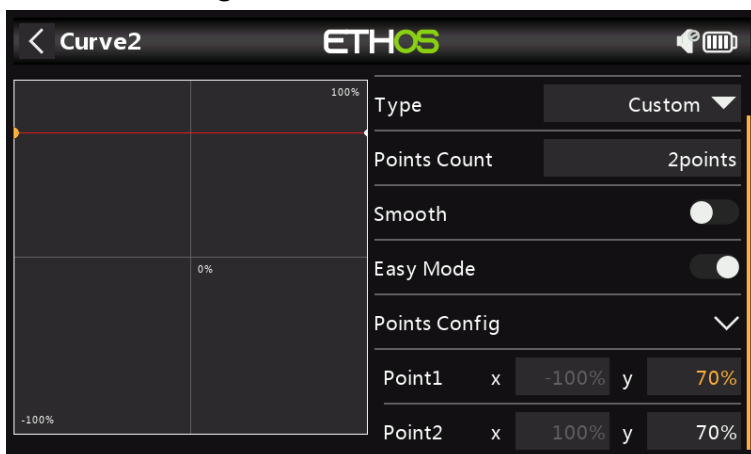 Curve2
ETHOS
100%
0%
-100%
Type Custom
Points Count 2points
Smooth
Easy Mode
Points Config
Point1 x -100% y 70%
Point2 x 100% y 70%